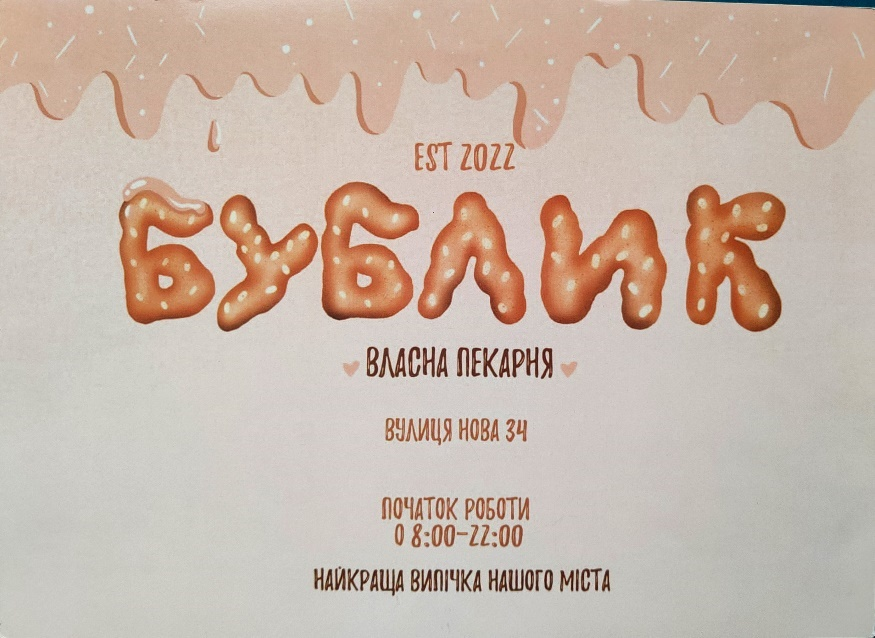 EST 2022
БУБЛИК
ВЛАСНА ПЕКАРНЯ
ВУЛИЦЯ НОВА 34
ПОЧАТОК РОБОТИ
О 8:00-22:00
НАЙКРАЩА ВИПІЧКА НАШОГО МІСТА